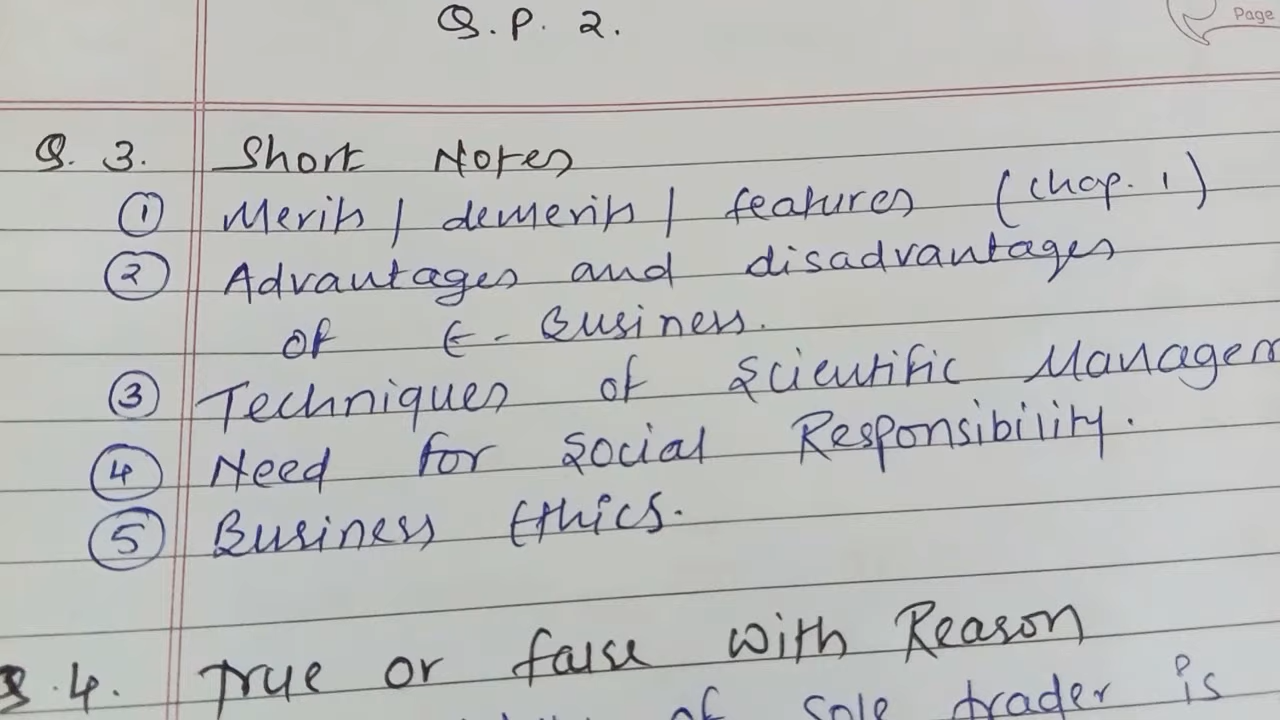 Page
Q.P. 2.
Q. 3. Short Notes
① Merits / demerits / features (Chap. 1)
② Advantages and disadvantages
of E-Business.
③ Techniques of Scientific Managem
④ Need for Social Responsibility.
⑤ Business Ethics.
Q.4. True or false with Reason
of sole trader is